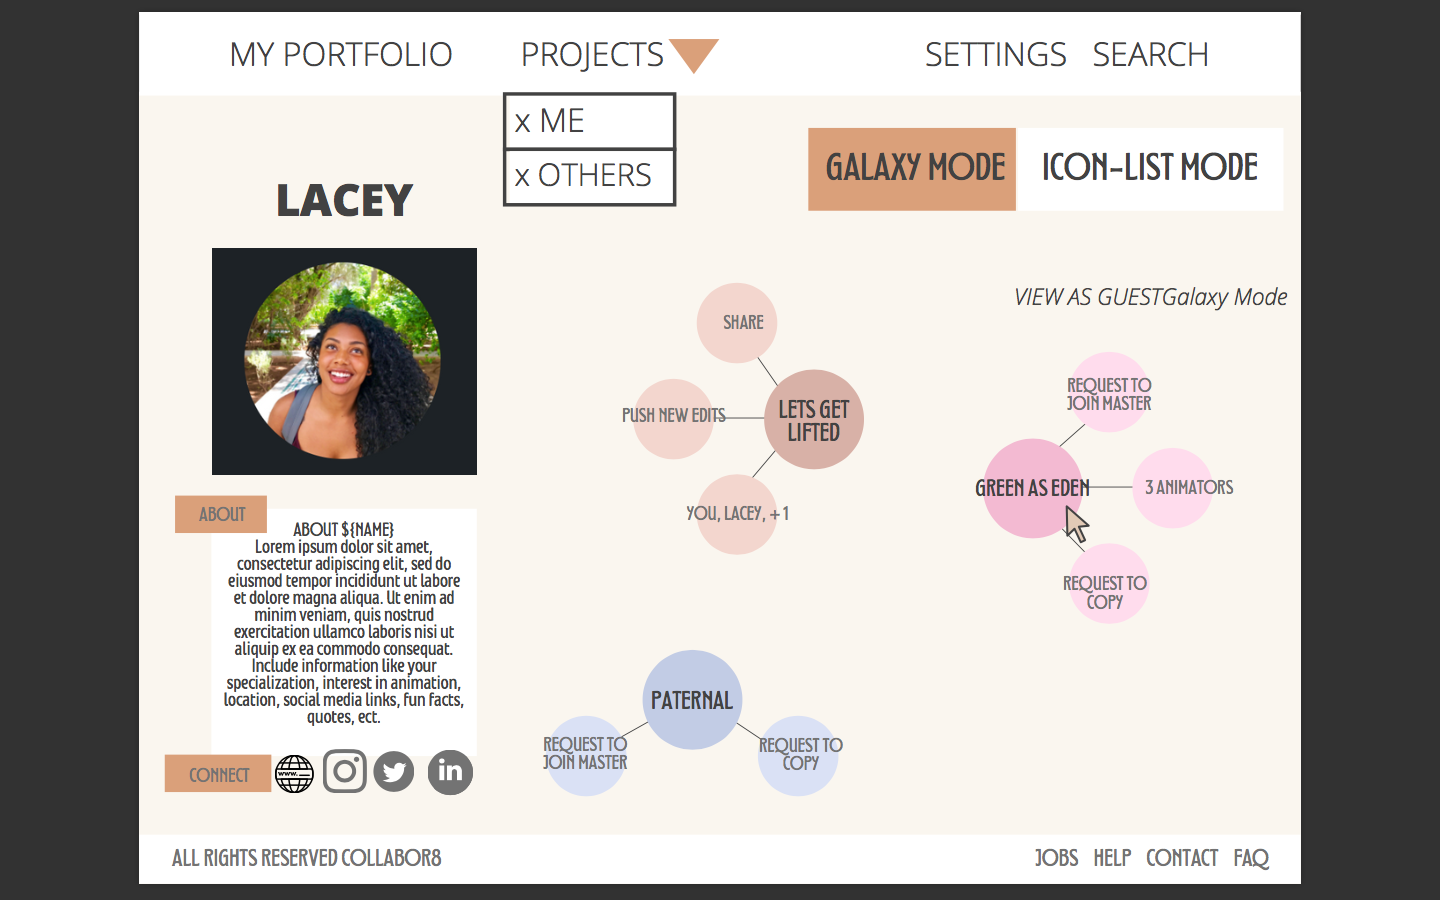 MY PORTFOLIO
PROJECTS
SETTINGS
SEARCH
x ME
x OTHERS
GALAXY MODE
ICON-LIST MODE
LACEY
VIEW AS GUESTGalaxy Mode
SHARE
PUSH NEW EDITS
LETS GET
LIFTED
YOU, LACEY, +1
REQUEST TO
JOIN MASTER
GREEN AS EDEN
3 ANIMATORS
REQUEST TO
COPY
ABOUT
ABOUT ${NAME}
Lorem ipsum dolor sit amet,
consectetur adipiscing elit, sed do
eiusmod tempor incididunt ut labore
et dolore magna aliqua. Ut enim ad
minim veniam, quis nostrud
exercitation ullamco laboris nisi ut
aliquip ex ea commodo consequat.
Include information like your
specialization, interest in animation,
location, social media links, fun facts,
quotes, ect.
PATERNAL
REQUEST TO
JOIN MASTER
REQUEST TO
COPY
CONNECT
www.
in
ALL RIGHTS RESERVED COLLABOR8
JOBS
HELP
CONTACT
FAQ